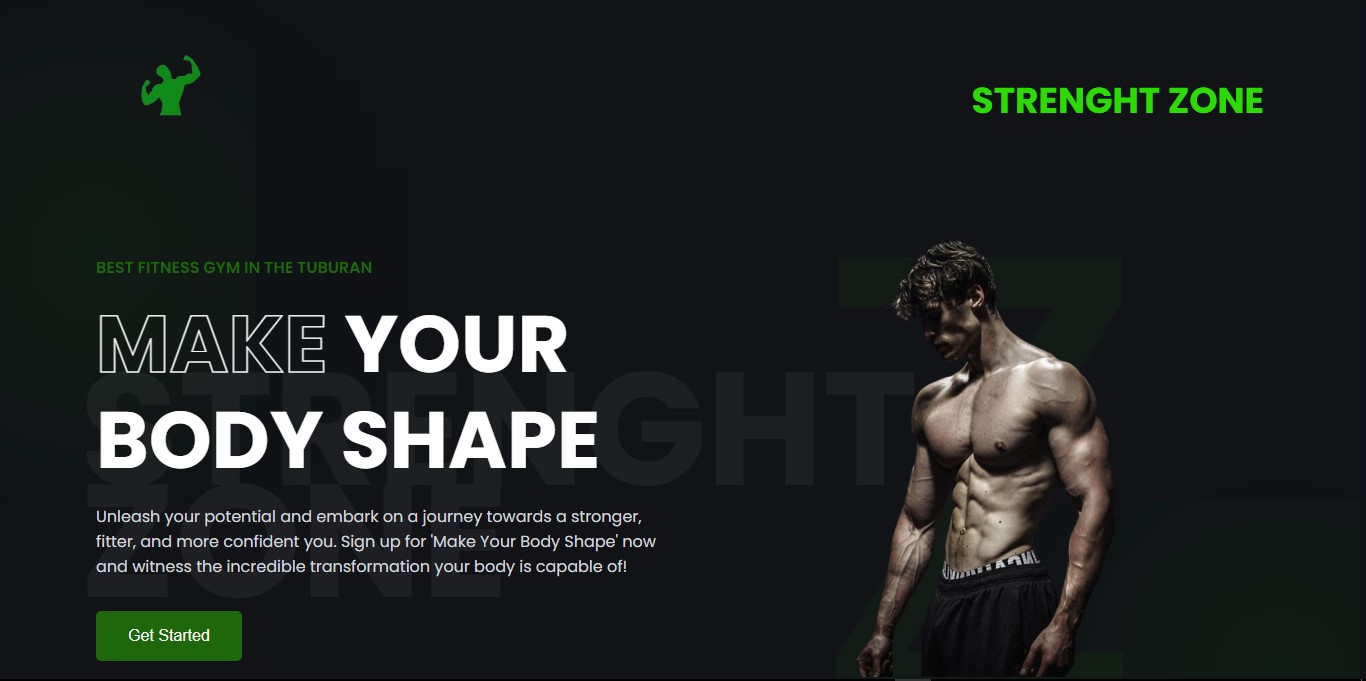 STRENGHT ZONE
BEST FITNESS GYM IN THE TUBURAN
MAKE YOUR
BODY SHAPE
STRENGHT
ZONE
Unleash your potential and embark on a journey towards a stronger,
fitter, and more confident you. Sign up for 'Make Your Body Shape' now
and witness the incredible transformation your body is capable of!
Get Started
Z